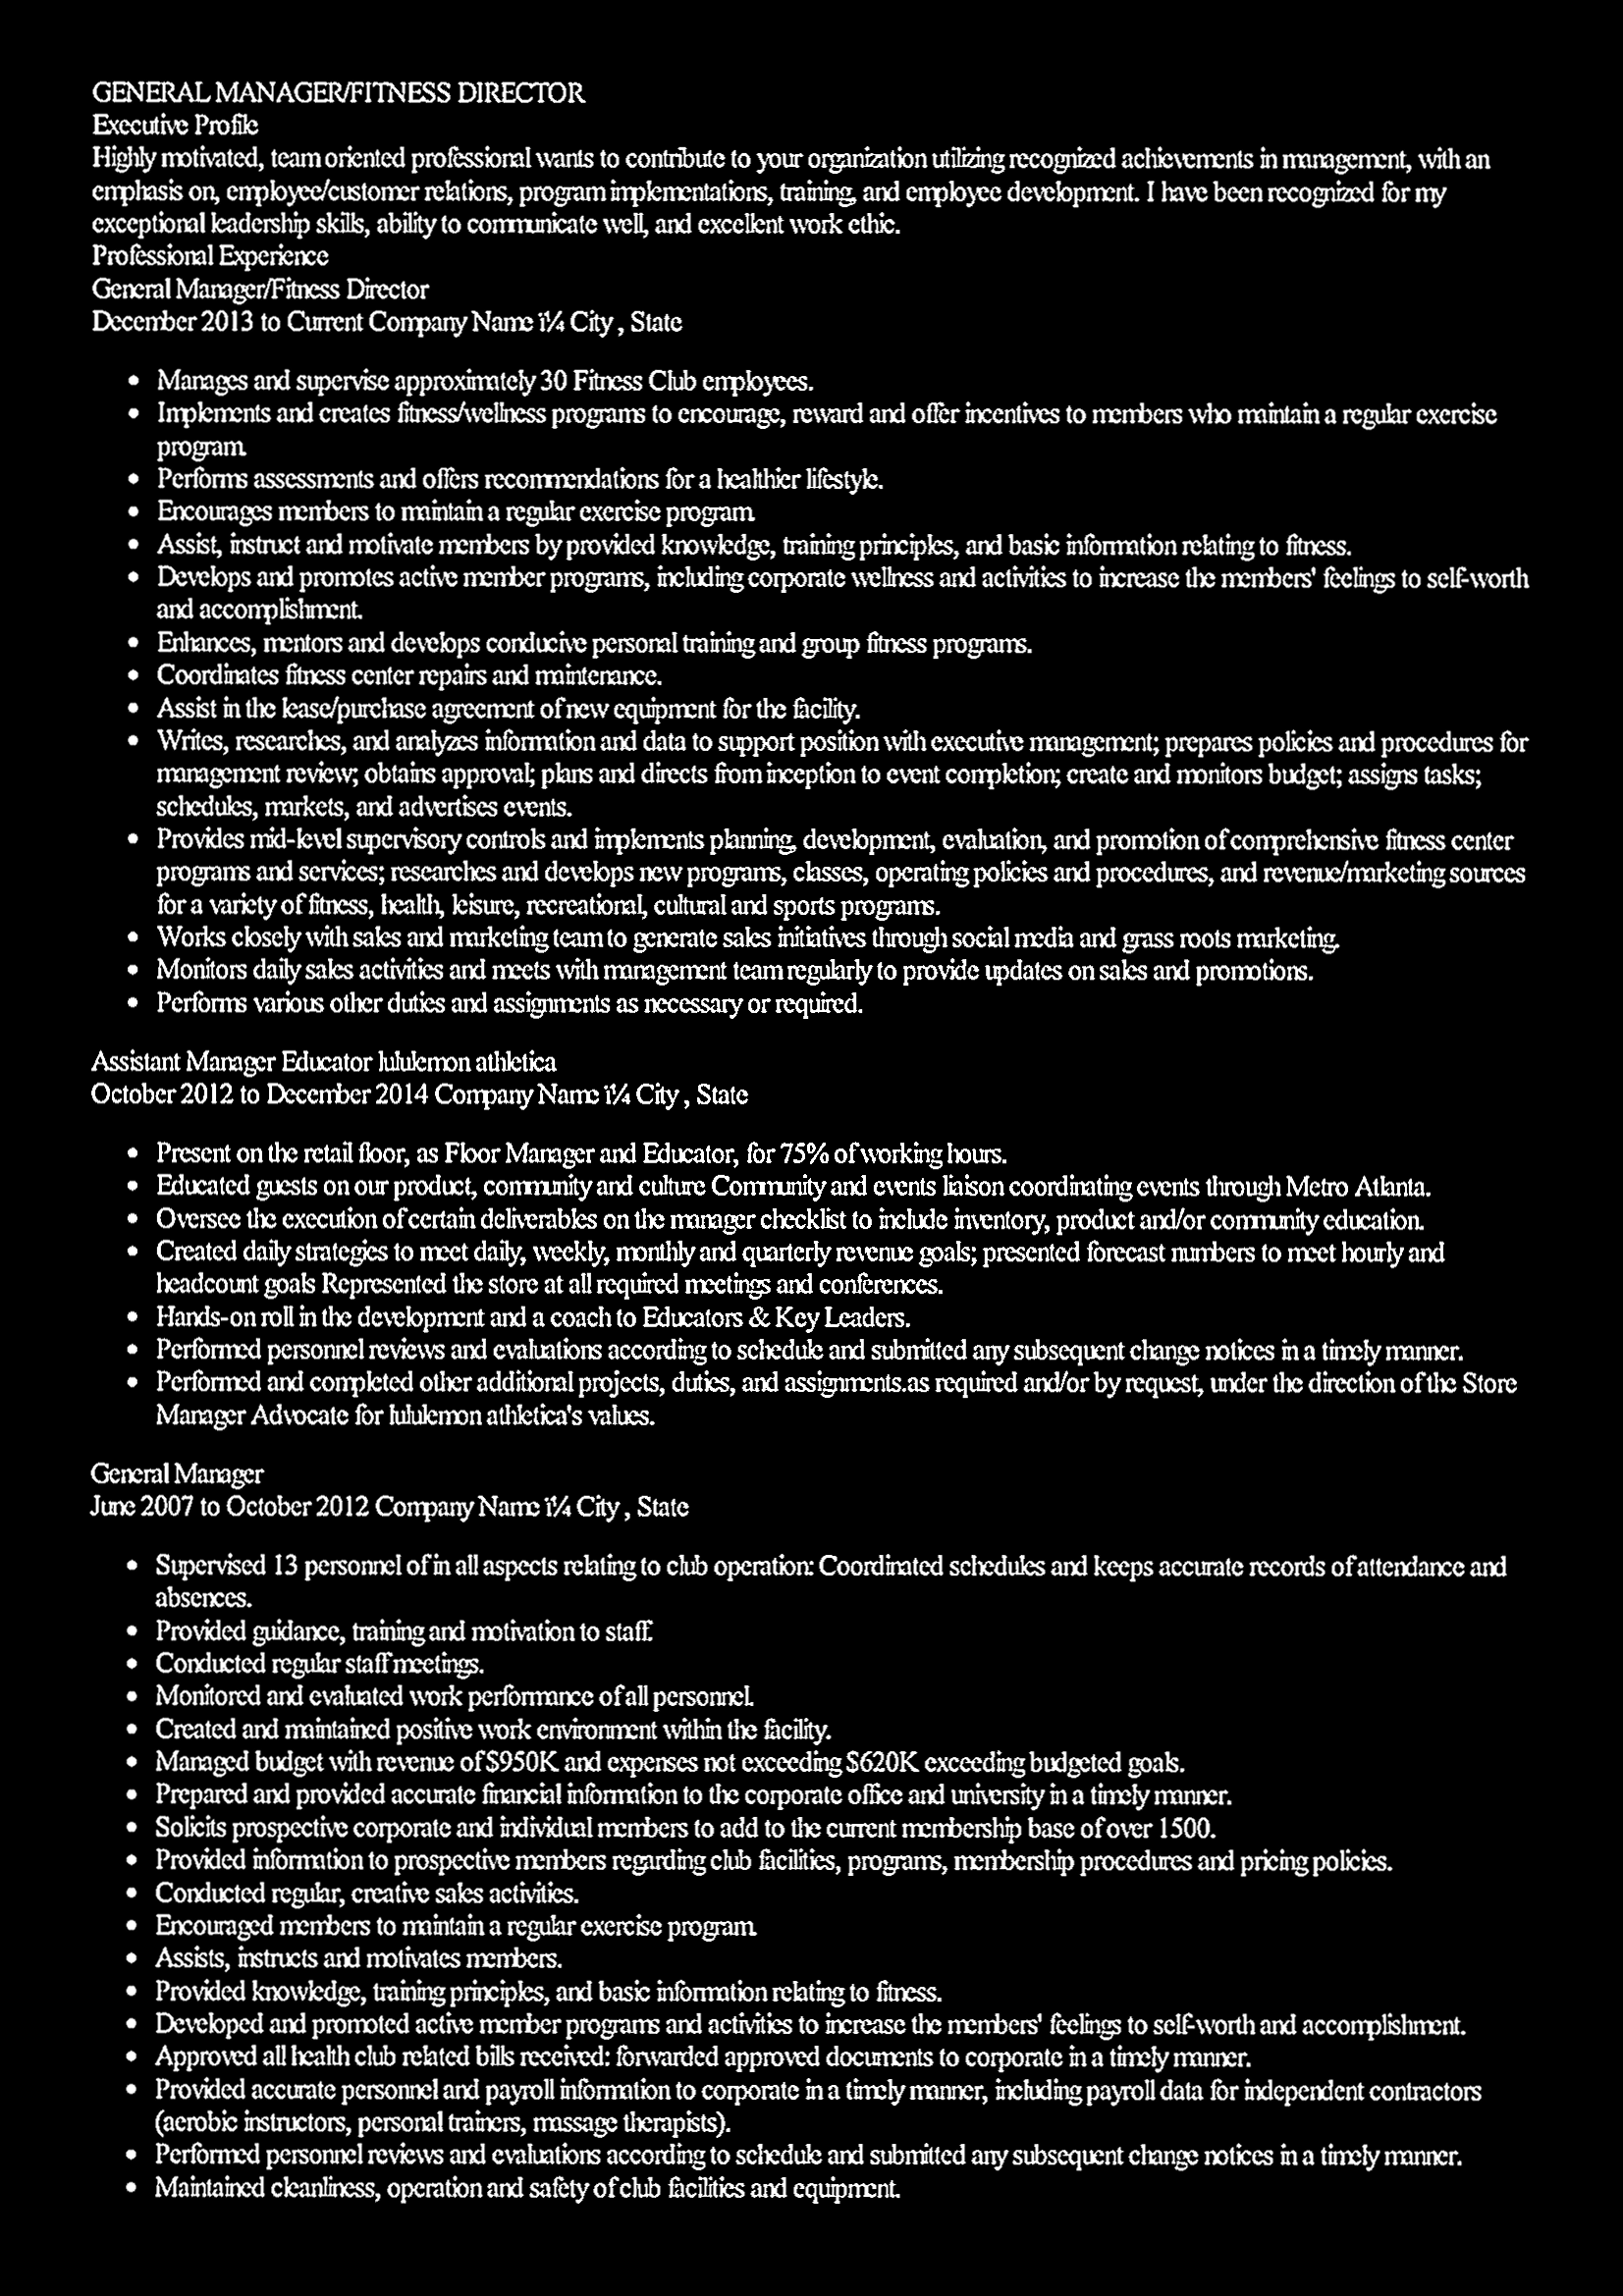 GENERAL MANAGER/FITNESS DIRECTOR
Executive Profile
Highly motivated, team oriented professional wants to contribute to your organization utilizing recognized achievements in management, with an
emphasis on, employee/customer relations, program implementations, training, and employee development. I have been recognized for my
exceptional leadership skills, ability to communicate well, and excellent work ethic.
Professional Experience
General Manager/Fitness Director
December 2013 to Current Company Name ï¼ City , State
• Manages and supervise approximately 30 Fitness Club employees.
• Implements and creates fitness/wellness programs to encourage, reward and offer incentives to members who maintain a regular exercise
program.
• Performs assessments and offers recommendations for a healthier lifestyle.
• Encourages members to maintain a regular exercise program.
• Assist, instruct and motivate members by provided knowledge, training principles, and basic information relating to fitness.
• Develops and promotes active member programs, including corporate wellness and activities to increase the members' feelings to self-worth
and accomplishment.
• Enhances, mentors and develops conducive personal training and group fitness programs.
• Coordinates fitness center repairs and maintenance.
• Assist in the lease/purchase agreement of new equipment for the facility.
• Writes, researches, and analyzes information and data to support position with executive management; prepares policies and procedures for
management review; obtains approval; plans and directs from inception to event completion; create and monitors budget; assigns tasks;
schedules, markets, and advertises events.
• Provides mid-level supervisory controls and implements planning, development, evaluation, and promotion of comprehensive fitness center
programs and services; researches and develops new programs, classes, operating policies and procedures, and revenue/marketing sources
for a variety of fitness, health, leisure, recreational, cultural and sports programs.
• Works closely with sales and marketing team to generate sales initiatives through social media and grass roots marketing.
• Monitors daily sales activities and meets with management team regularly to provide updates on sales and promotions.
• Performs various other duties and assignments as necessary or required.
Assistant Manager Educator lululemon athletica
October 2012 to December 2014 Company Name ï¼ City , State
• Present on the retail floor, as Floor Manager and Educator, for 75% of working hours.
• Educated guests on our product, community and culture Community and events liaison coordinating events through Metro Atlanta.
• Oversee the execution of certain deliverables on the manager checklist to include inventory, product and/or community education.
• Created daily strategies to meet daily, weekly, monthly and quarterly revenue goals; presented forecast numbers to meet hourly and
headcount goals Represented the store at all required meetings and conferences.
• Hands-on roll in the development and a coach to Educators & Key Leaders.
• Performed personnel reviews and evaluations according to schedule and submitted any subsequent change notices in a timely manner.
• Performed and completed other additional projects, duties, and assignments.as required and/or by request, under the direction of the Store
Manager Advocate for lululemon athletica's values.
General Manager
June 2007 to October 2012 Company Name ï¼ City , State
• Supervised 13 personnel of in all aspects relating to club operation: Coordinated schedules and keeps accurate records of attendance and
absences.
• Provided guidance, training and motivation to staff.
• Conducted regular staff meetings.
• Monitored and evaluated work performance of all personnel.
• Created and maintained positive work environment within the facility.
• Managed budget with revenue of $950K and expenses not exceeding $620K exceeding budgeted goals.
• Prepared and provided accurate financial information to the corporate office and university in a timely manner.
• Solicits prospective corporate and individual members to add to the current membership base of over 1500.
• Provided information to prospective members regarding club facilities, programs, membership procedures and pricing policies.
• Conducted regular, creative sales activities.
• Encouraged members to maintain a regular exercise program.
• Assists, instructs and motivates members.
• Provided knowledge, training principles, and basic information relating to fitness.
• Developed and promoted active member programs and activities to increase the members' feelings to self-worth and accomplishment.
• Approved all health club related bills received: forwarded approved documents to corporate in a timely manner.
• Provided accurate personnel and payroll information to corporate in a timely manner, including payroll data for independent contractors
(aerobic instructors, personal trainers, massage therapists).
• Performed personnel reviews and evaluations according to schedule and submitted any subsequent change notices in a timely manner.
• Maintained cleanliness, operation and safety of club facilities and equipment.